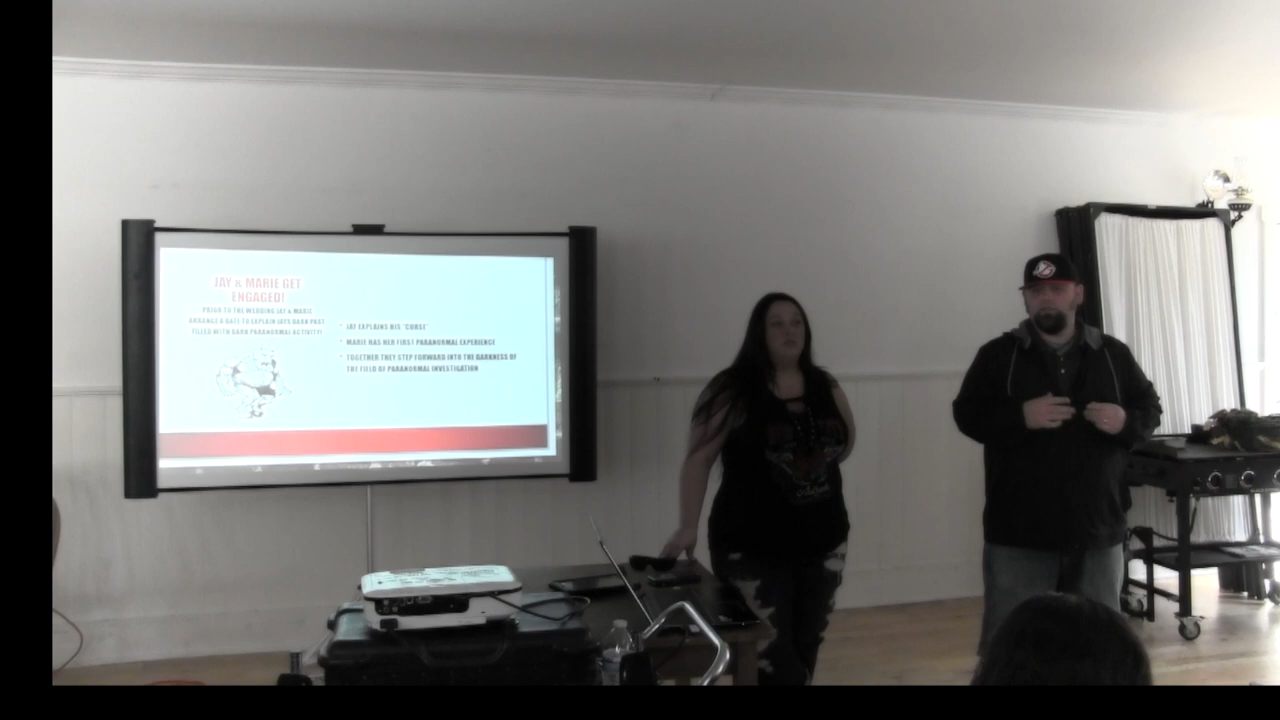 JAY & MARIE GET
ENGAGED!
PRIOR TO THE WEDDING JAY & MARIE
ARRANGE A DATE TO EXPLAIN JAYS DARK PAST
FILLED WITH DARK PARANORMAL ACTIVITY!
JAY EXPLAINS HIS "CURSE"
MARIE HAS HER FIRST PARANORMAL EXPERIENCE
TOGETHER THEY STEP FORWARD INTO THE DARKNESS OF
THE FIELD OF PARANORMAL INVESTIGATION